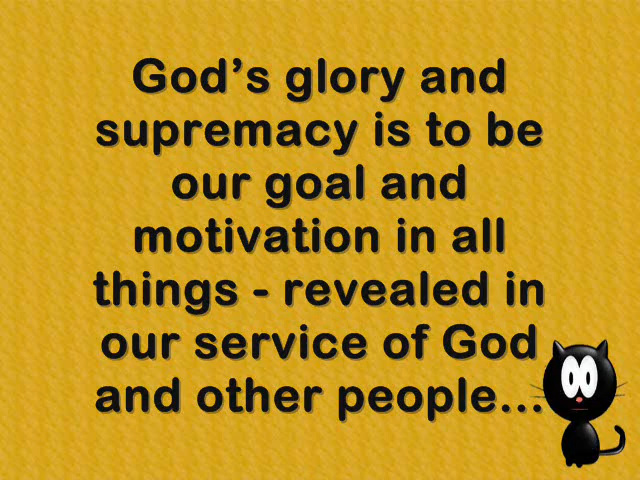 God’s glory and
supremacy is to be
our goal and
motivation in all
things - revealed in
our service of God
and other people...